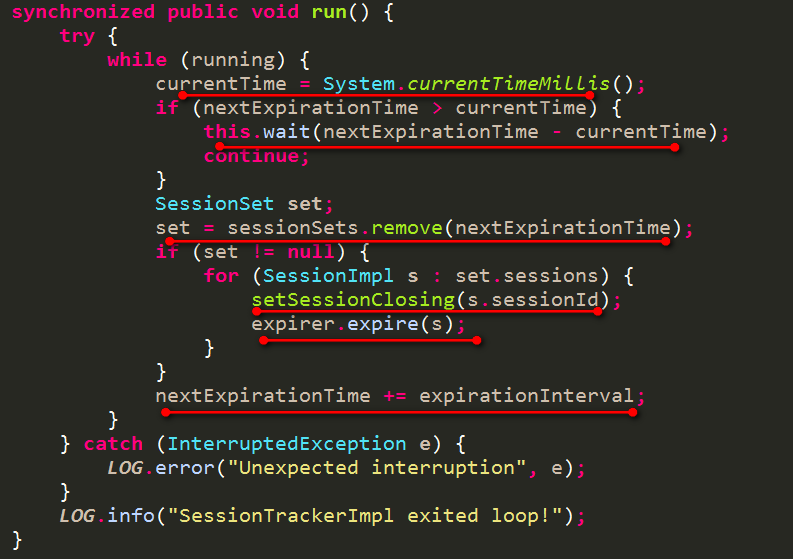 synchronized public void run() {
    try {
        while (running) {
            currentTime = System.currentTimeMillis();
            if (nextExpirationTime > currentTime) {
                this.wait(nextExpirationTime - currentTime);
                continue;
            }
            SessionSet set;
            set = sessionSets.remove(nextExpirationTime);
            if (set != null) {
                for (SessionImpl s : set.sessions) {
                    setSessionClosing(s.sessionId);
                    expirer.expire(s);
                }
            }
            nextExpirationTime += expirationInterval;
        }
    } catch (InterruptedException e) {
        LOG.error("Unexpected interruption", e);
    }
    LOG.info("SessionTrackerImpl exited loop!");
}